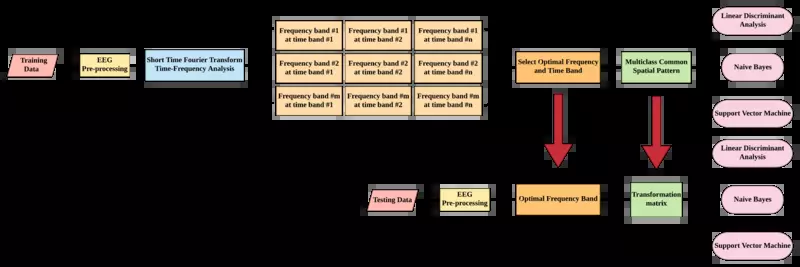 Training
Data
EEG
Pre-processing
Short Time Fourier Transform
Time-Frequency Analysis
Frequency band #1
at time band #1
Frequency band #1
at time band #2
Frequency band #1
at time band #n
Frequency band #2
at time band #1
Frequency band #2
at time band #2
Frequency band #2
at time band #n
Frequency band #m
at time band #1
Frequency band #m
at time band #2
Frequency band #m
at time band #n
Select Optimal Frequency
and Time Band
Multiclass Common
Spatial Pattern
Linear Discriminant
Analysis
Naive Bayes
Support Vector Machine
Testing Data
EEG
Pre-processing
Optimal Frequency Band
Transformation
matrix
Linear Discriminant
Analysis
Naive Bayes
Support Vector Machine